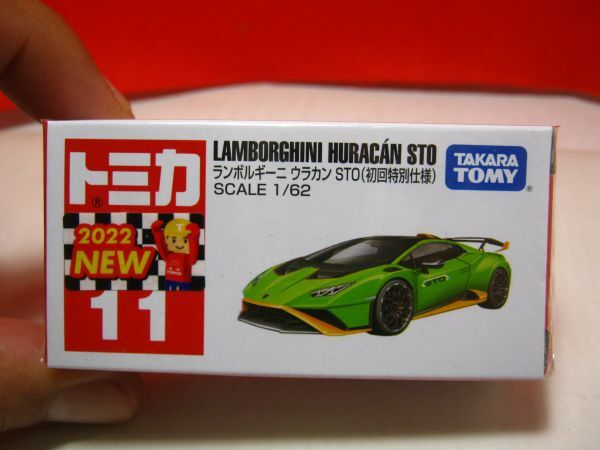 トミカ
®
2022
NEW
11
LAMBORGHINI HURACÁN STO
ランボルギーニ ウラカン STO(初回特別仕様)
SCALE 1/62
TAKARA
TOMY®
STO